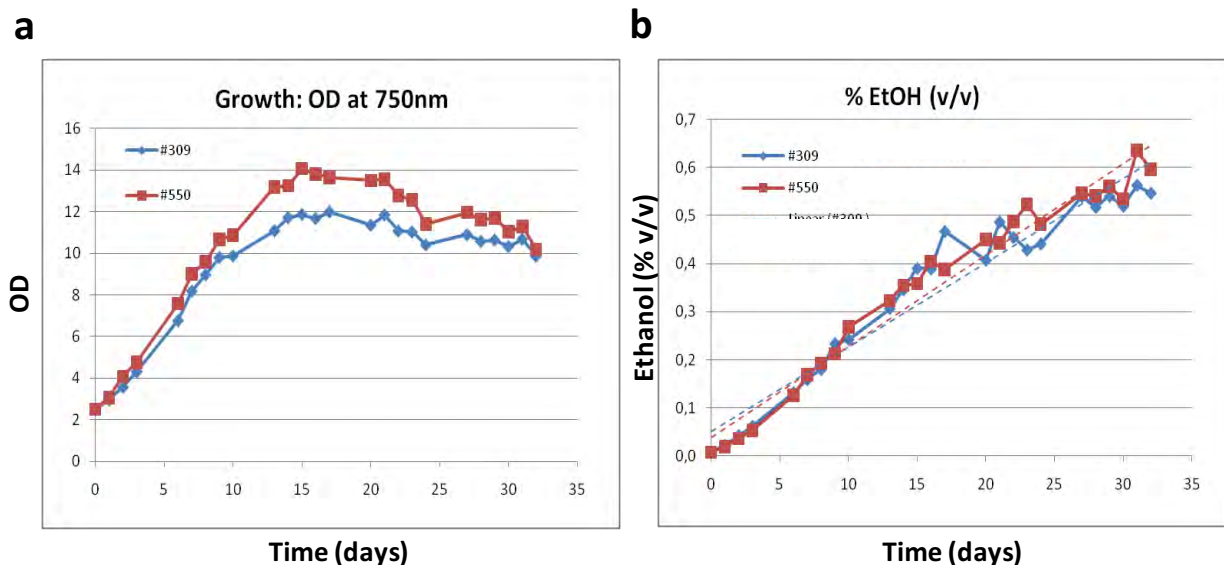 a
Growth: OD at 750nm
16
14
12
10
8
6
4
2
0
#309
#550
0 5 10 15 20 25 30 35
OD
Time (days)
b
% EtOH (v/v)
0,7
0,6
0,5
0,4
0,3
0,2
0,1
0,0
#309
#550
Linear (#309 )
0 5 10 15 20 25 30 35
Ethanol (% v/v)
Time (days)